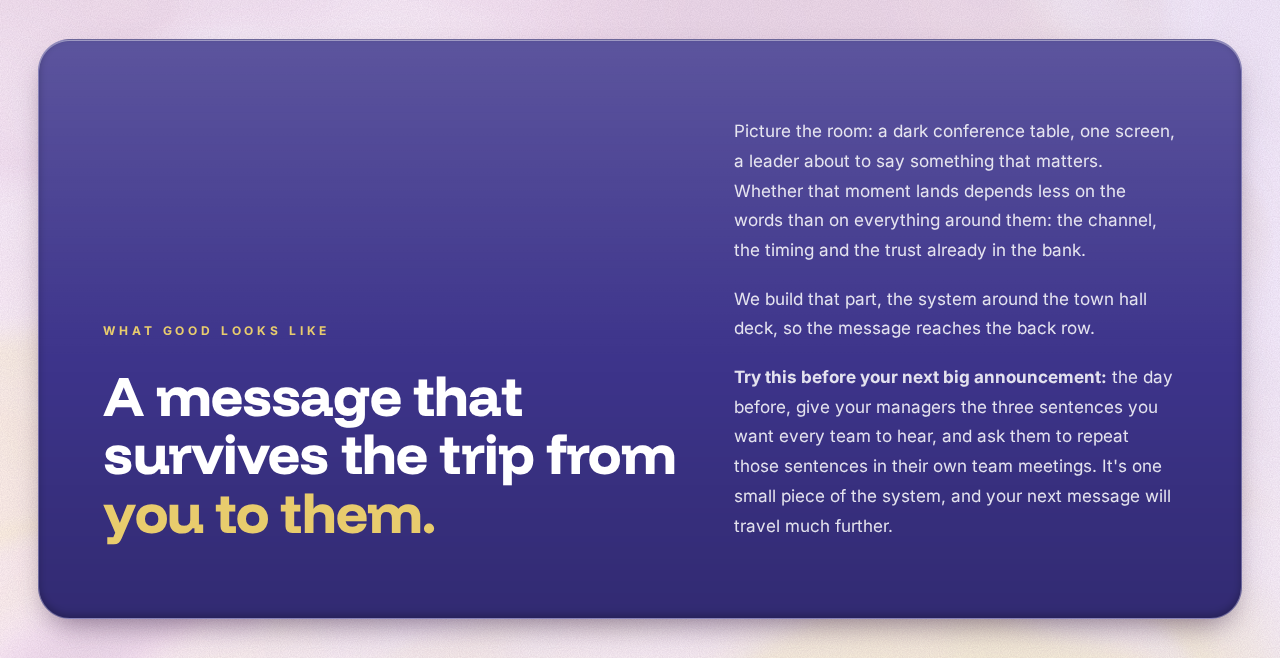 WHAT GOOD LOOKS LIKE
A message that
survives the trip from
you to them.
Picture the room: a dark conference table, one screen,
a leader about to say something that matters.
Whether that moment lands depends less on the
words than on everything around them: the channel,
the timing and the trust already in the bank.
We build that part, the system around the town hall
deck, so the message reaches the back row.
Try this before your next big announcement: the day
before, give your managers the three sentences you
want every team to hear, and ask them to repeat
those sentences in their own team meetings. It's one
small piece of the system, and your next message will
travel much further.